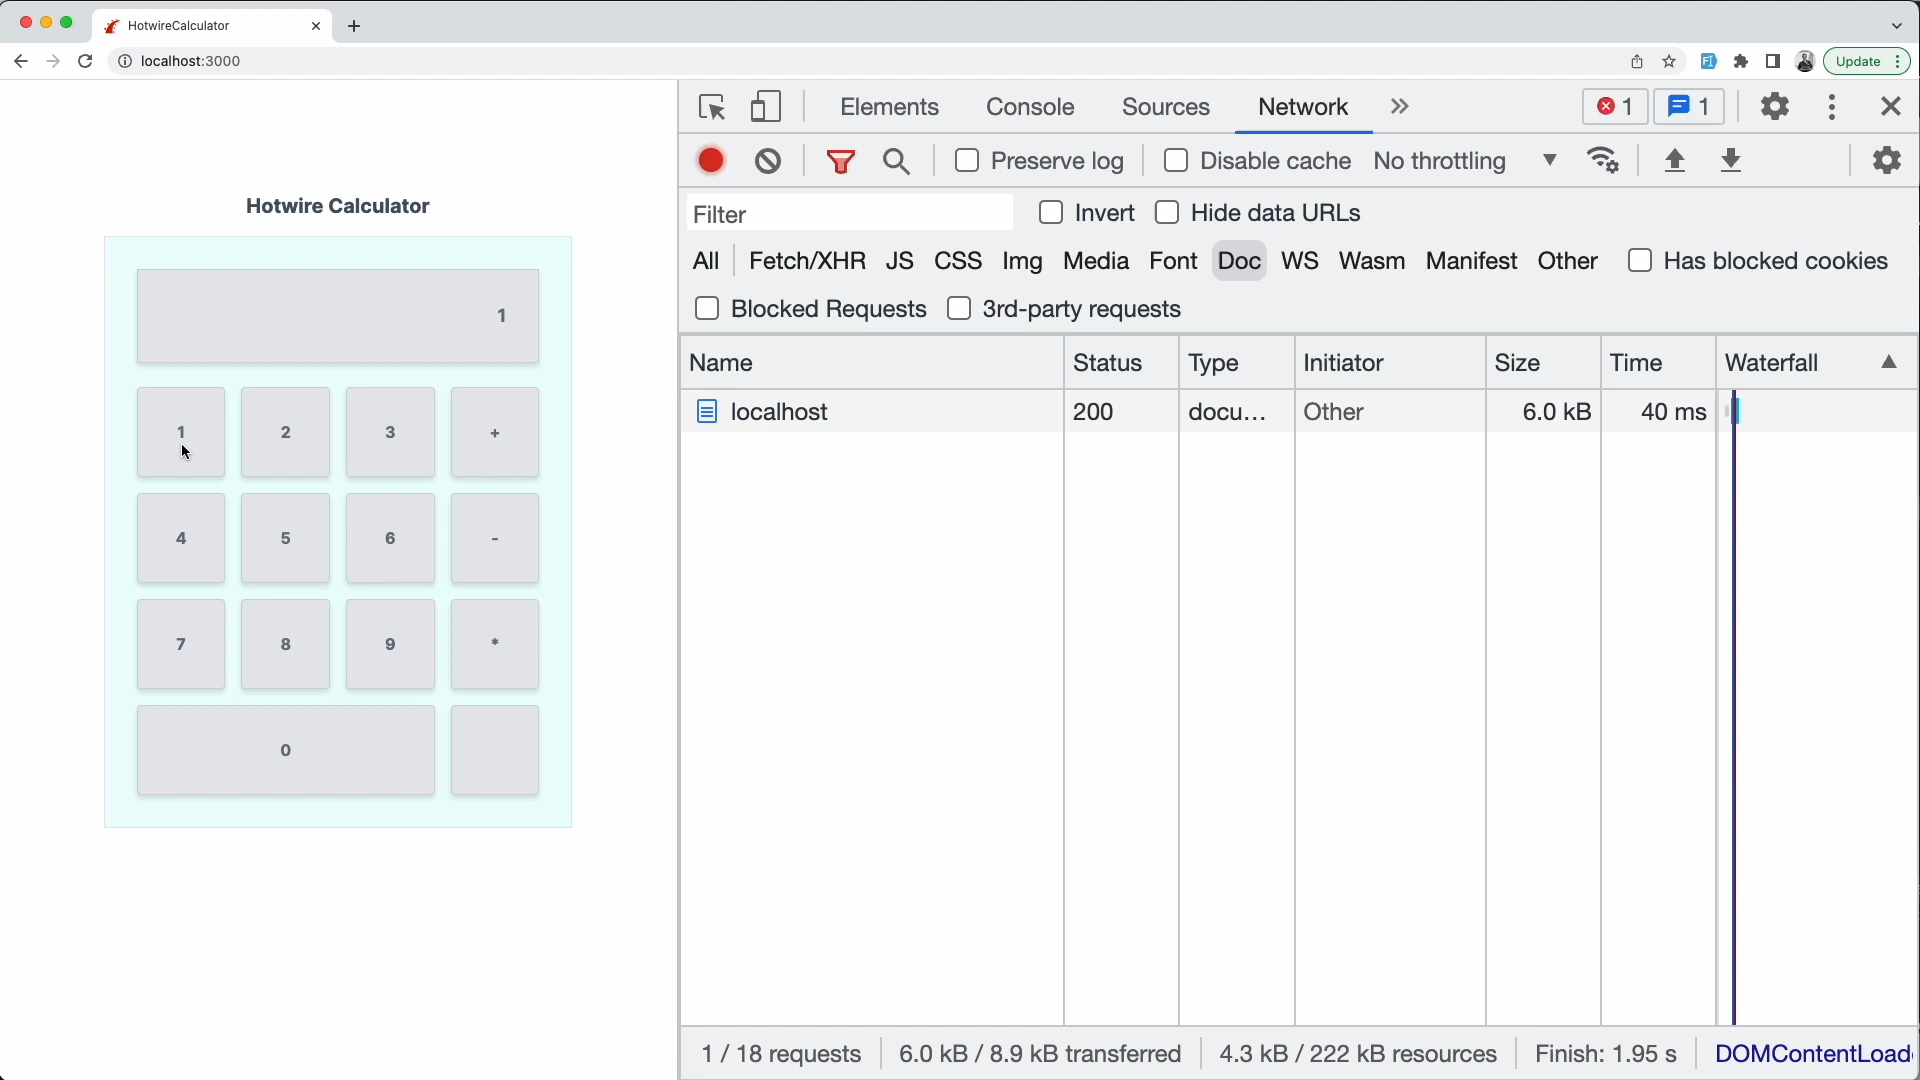 HotwireCalculator
localhost:3000
Update
Elements Console Sources Network 1 1
Preserve log Disable cache No throttling
Filter Invert Hide data URLs
All Fetch/XHR JS CSS Img Media Font Doc WS Wasm Manifest Other Has blocked cookies
Blocked Requests 3rd-party requests
Name Status Type Initiator Size Time Waterfall
localhost 200 docu... Other 6.0 kB 40 ms
1 / 18 requests 6.0 kB / 8.9 kB transferred 4.3 kB / 222 kB resources Finish: 1.95 s DOMContentLoad
Hotwire Calculator
1
1 2 3 +
4 5 6 -
7 8 9 *
0